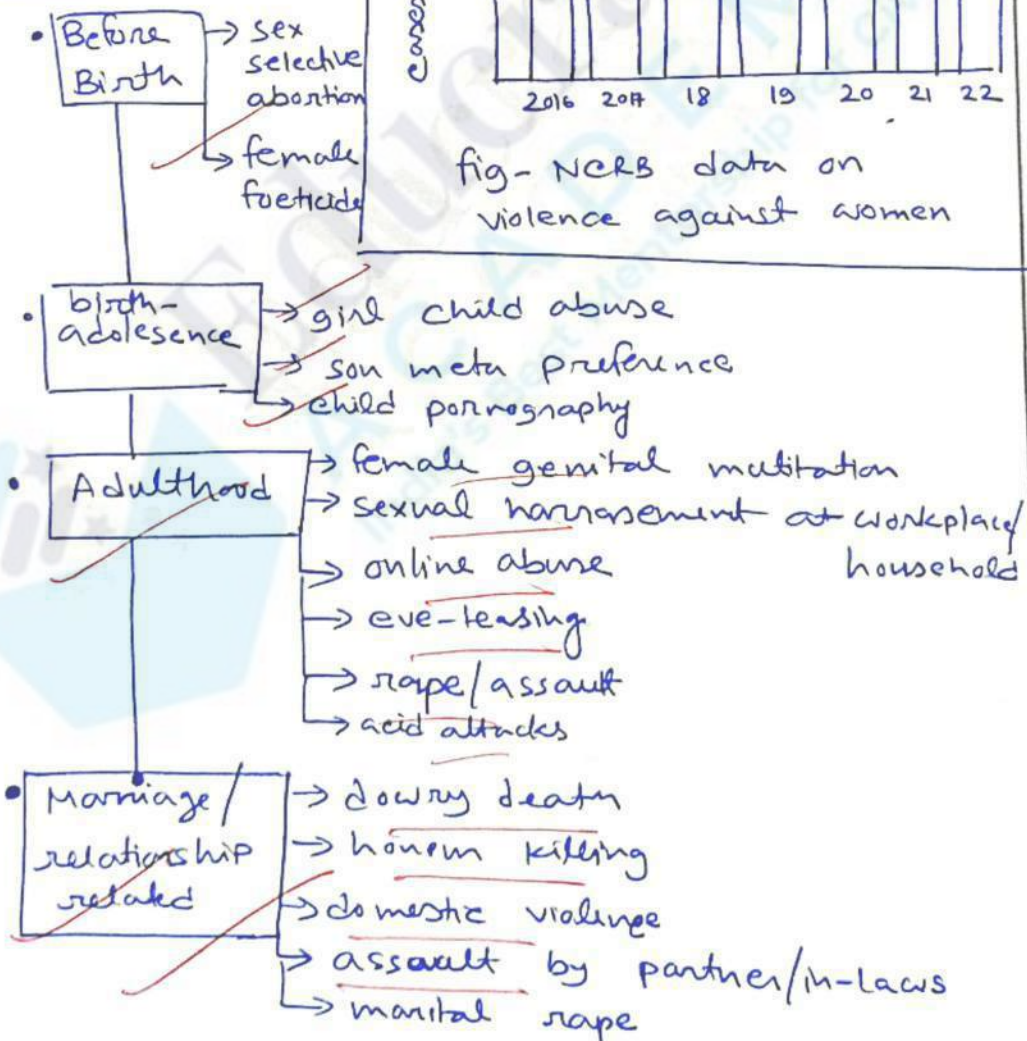 • Before Birth
→ sex selective abortion
→ female foeticide
cases
2016 2017 18 19 20 21 22
fig- NCRB data on
violence against women
• birth-adolesence
→ girl child abuse
→ son meta preference
→ child pornography
• Adulthood
→ female genital mutitation
→ sexual harrasement at workplace/
household
→ online abuse
→ eve-teasing
→ rape/assault
→ acid attacks
• Marriage/
relationship
related
→ dowry death
→ honour killing
→ domestic violence
→ assault by partner/in-laws
→ marital rape